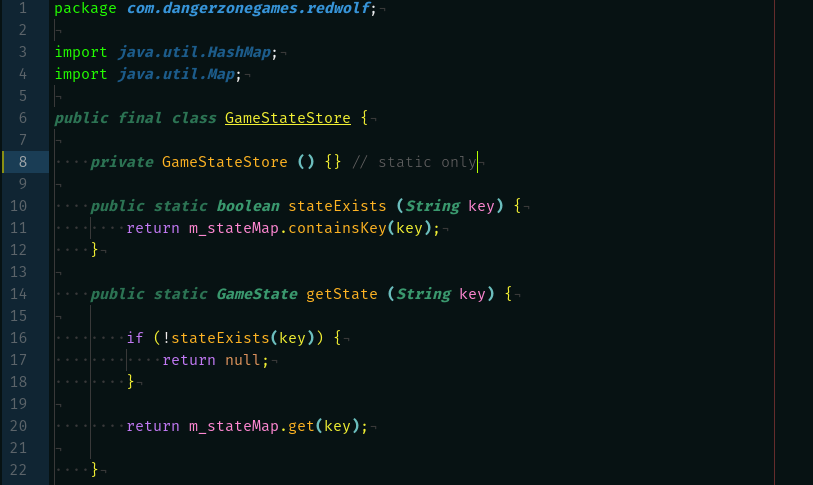 1 package com.dangerzonegames.redwolf;
2
3 import java.util.HashMap;
4 import java.util.Map;
5
6 public final class GameStateStore {
7
8     private GameStateStore () {} // static only
9
10     public static boolean stateExists (String key) {
11         return m_stateMap.containsKey(key);
12     }
13
14     public static GameState getState (String key) {
15
16         if (!stateExists(key)) {
17             return null;
18         }
19
20         return m_stateMap.get(key);
21
22     }